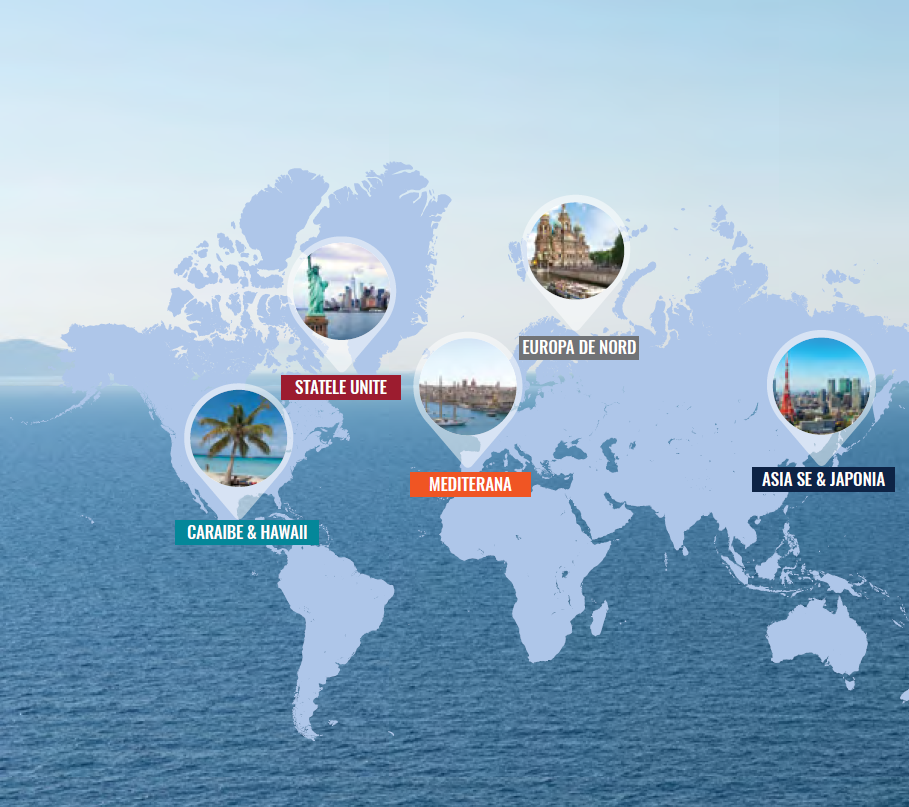 EUROPA DE NORD
STATELE UNITE
MEDITERANA
ASIA SE & JAPONIA
CARAIBE & HAWAII